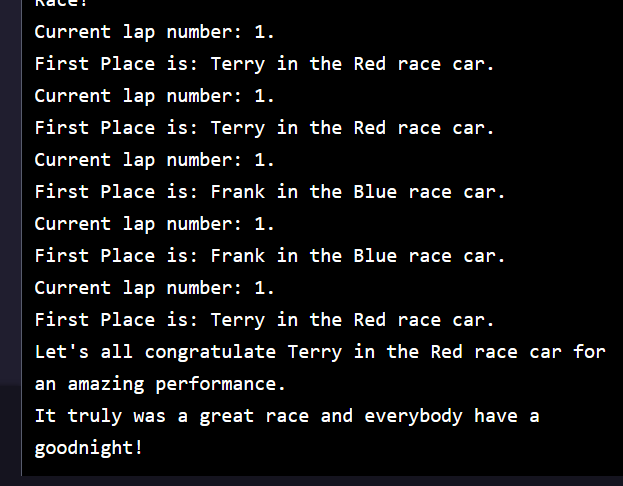 Race!
Current lap number: 1.
First Place is: Terry in the Red race car.
Current lap number: 1.
First Place is: Terry in the Red race car.
Current lap number: 1.
First Place is: Frank in the Blue race car.
Current lap number: 1.
First Place is: Frank in the Blue race car.
Current lap number: 1.
First Place is: Terry in the Red race car.
Let's all congratulate Terry in the Red race car for
an amazing performance.
It truly was a great race and everybody have a
goodnight!